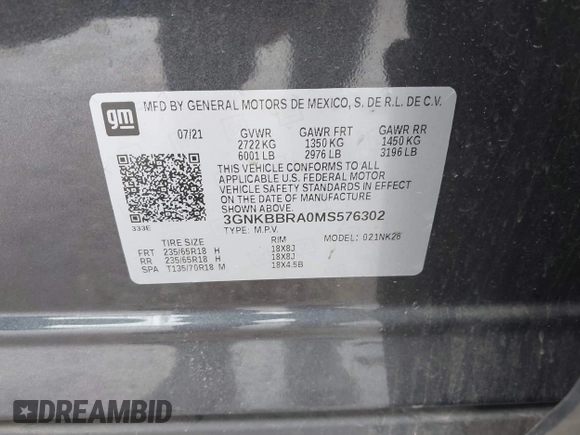 gm
MFD BY GENERAL MOTORS DE MEXICO, S. DE R.L. DE C.V.
07/21 GVWR GAWR FRT GAWR RR
2722 KG 1350 KG 1450 KG
6001 LB 2976 LB 3196 LB
THIS VEHICLE CONFORMS TO ALL
APPLICABLE U.S. FEDERAL MOTOR
VEHICLE SAFETY STANDARDS IN EFFECT
ON THE DATE OF MANUFACTURE
SHOWN ABOVE.
3GNKBBRA0MS576302
333E
TYPE: M.P.V. MODEL: 021NK26
TIRE SIZE RIM
FRT 235/65R18 H 18X8J
RR 235/65R18 H 18X8J
SPA T135/70R18 M 18X4.5B
DREAMBID